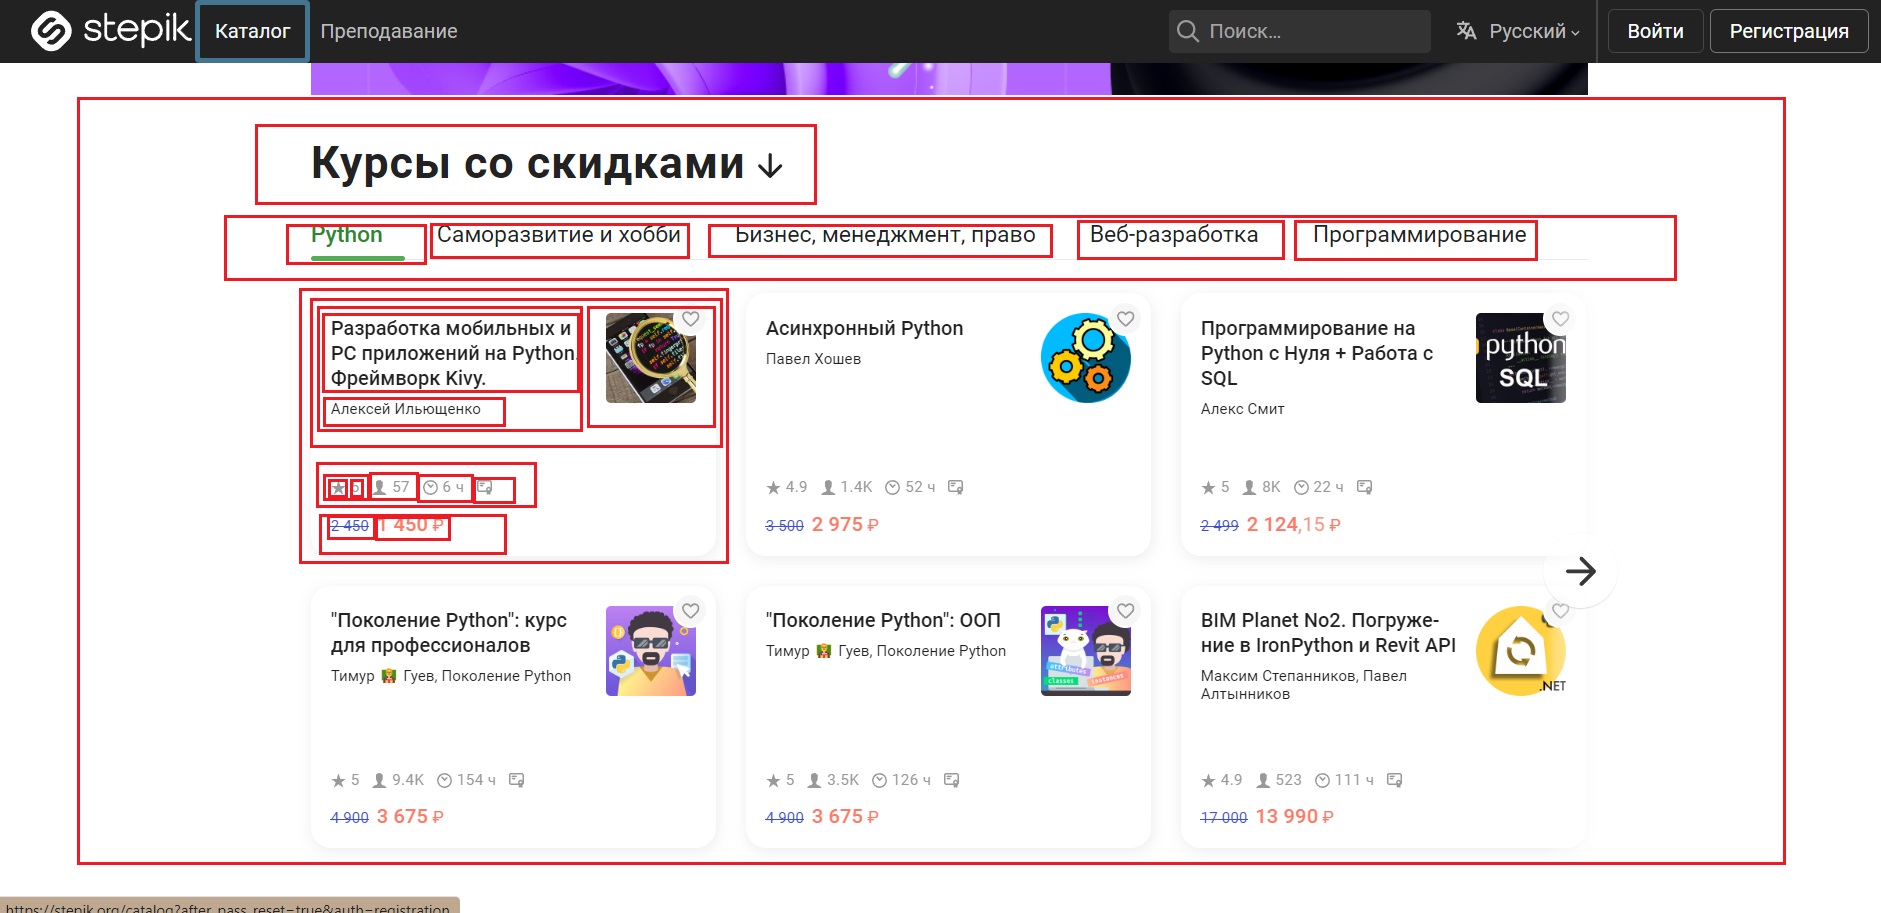 stepik Каталог Преподавание Поиск... Русский Войти Регистрация
Курсы со скидками
Python Саморазвитие и хобби Бизнес, менеджмент, право Веб-разработка Программирование
Разработка мобильных и
PC приложений на Python.
Фреймворк Kivy.
Алексей Ильющенко
5 57 6 ч
2 450 1 450 ₽
Асинхронный Python
Павел Хошев
4.9 1.4K 52 ч
3 500 2 975 ₽
Программирование на
Python с Нуля + Работа с
SQL
Алекс Смит
python
SQL
5 8K 22 ч
2 499 2 124,15 ₽
"Поколение Python": курс
для профессионалов
Тимур Гуев, Поколение Python
5 9.4K 154 ч
4 900 3 675 ₽
"Поколение Python": ООП
Тимур Гуев, Поколение Python
attributes
classes instances
5 3.5K 126 ч
4 900 3 675 ₽
BIM Planet No2. Погруже-
ние в IronPython и Revit API
Максим Степанников, Павел
Алтынников
.NET
4.9 523 111 ч
17 000 13 990 ₽
https://stepik.org/catalog?after_pass_reset=true&auth=registration